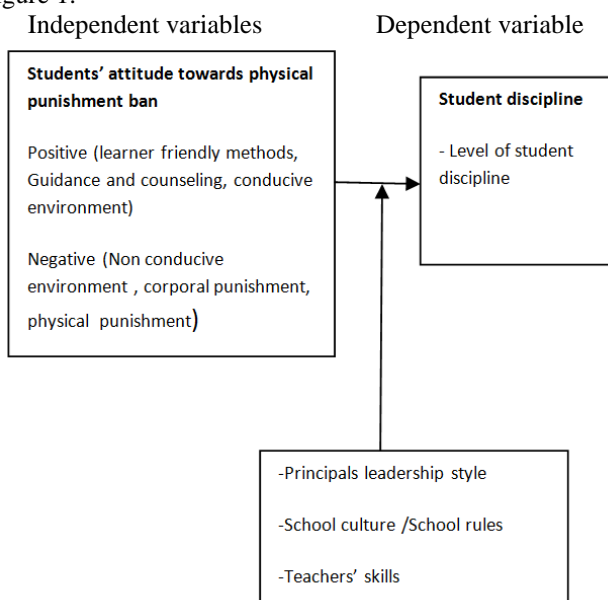 Independent variables
Dependent variable
Students' attitude towards physical
punishment ban
Positive (learner friendly methods,
Guidance and counseling, conducive
environment)
Negative (Non conducive
environment , corporal punishment,
physical punishment)
Student discipline
- Level of student
discipline
-Principals leadership style
-School culture /School rules
-Teachers' skills